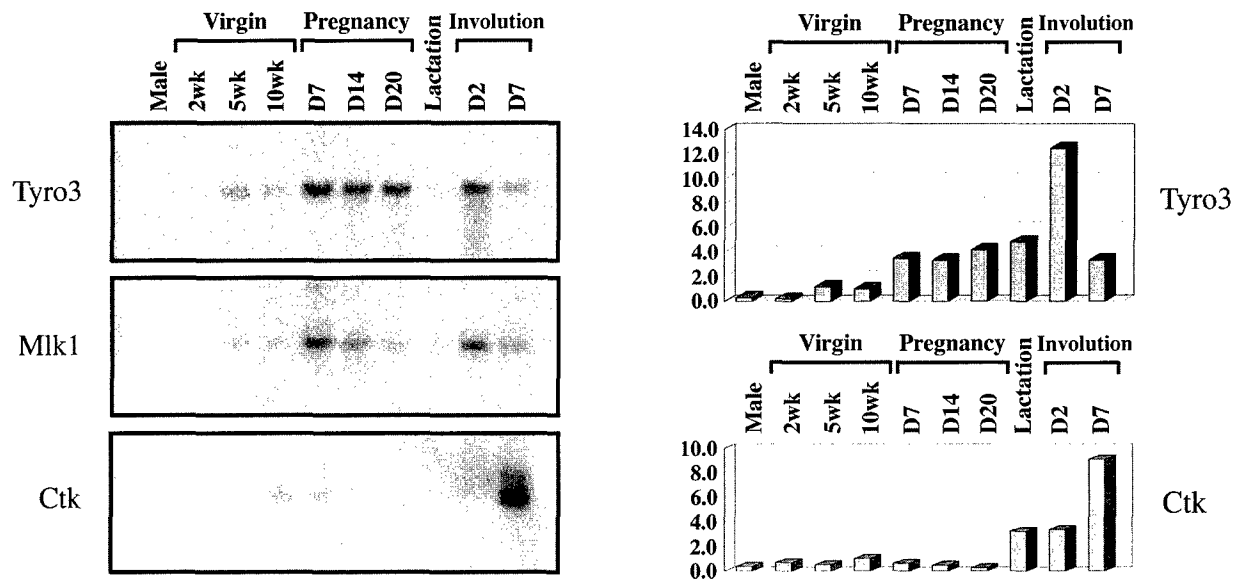 Virgin Pregnancy Lactation Involution
Male 2wk 5wk 10wk D7 D14 D20 D2 D7
Tyro3
Mlk1
Ctk
Virgin Pregnancy Lactation Involution
Male 2wk 5wk 10wk D7 D14 D20 D2 D7
14.0
12.0
10.0
8.0
6.0
4.0
2.0
0.0
Tyro3
Virgin Pregnancy Lactation Involution
Male 2wk 5wk 10wk D7 D14 D20 D2 D7
10.0
8.0
6.0
4.0
2.0
0.0
Ctk